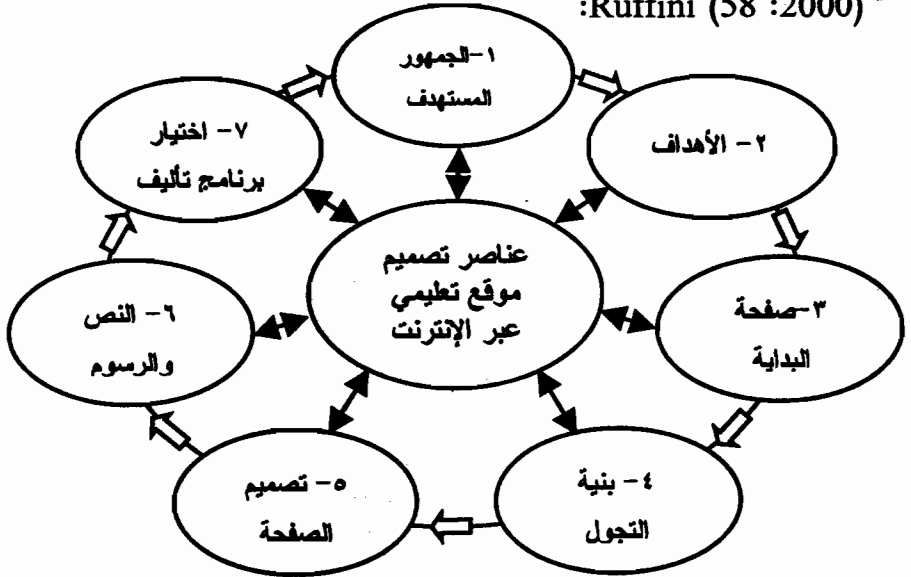 Ruffini (58 :2000):
١-الجمهور
المستهدف
٢- الأهداف
٣-صفحة
البداية
٤- بنية
التجول
٥- تصميم
الصفحة
٦- النص
والرسوم
٧- اختيار
برنامج تأليف
عناصر تصميم
موقع تعليمي
عبر الإنترنت